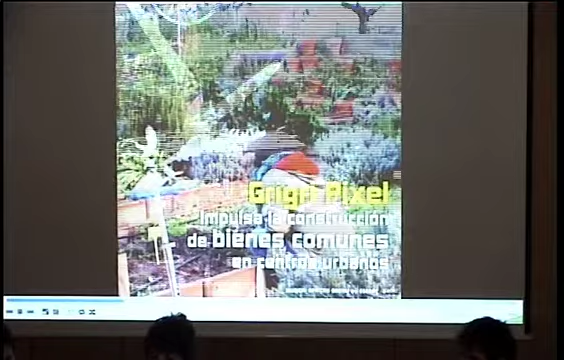 Grigri Pixel
Impulsa la construcción
de bienes comunes
en centros urbanos